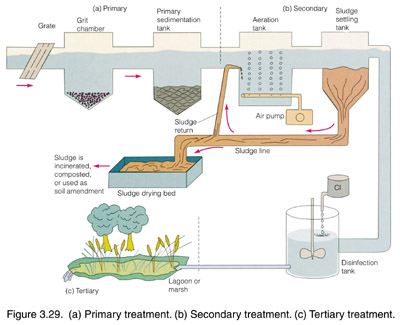 (a) Primary
(b) Secondary
Grate
Grit
chamber
Primary
sedimentation
tank
Aeration
tank
Sludge
settling
tank
Air pump
Sludge
return
Sludge line
Sludge is
incinerated,
composted,
or used as
soil amendment
Sludge drying bed
Cl
Disinfection
tank
Lagoon or
marsh
(c) Tertiary
Figure 3.29. (a) Primary treatment. (b) Secondary treatment. (c) Tertiary treatment.